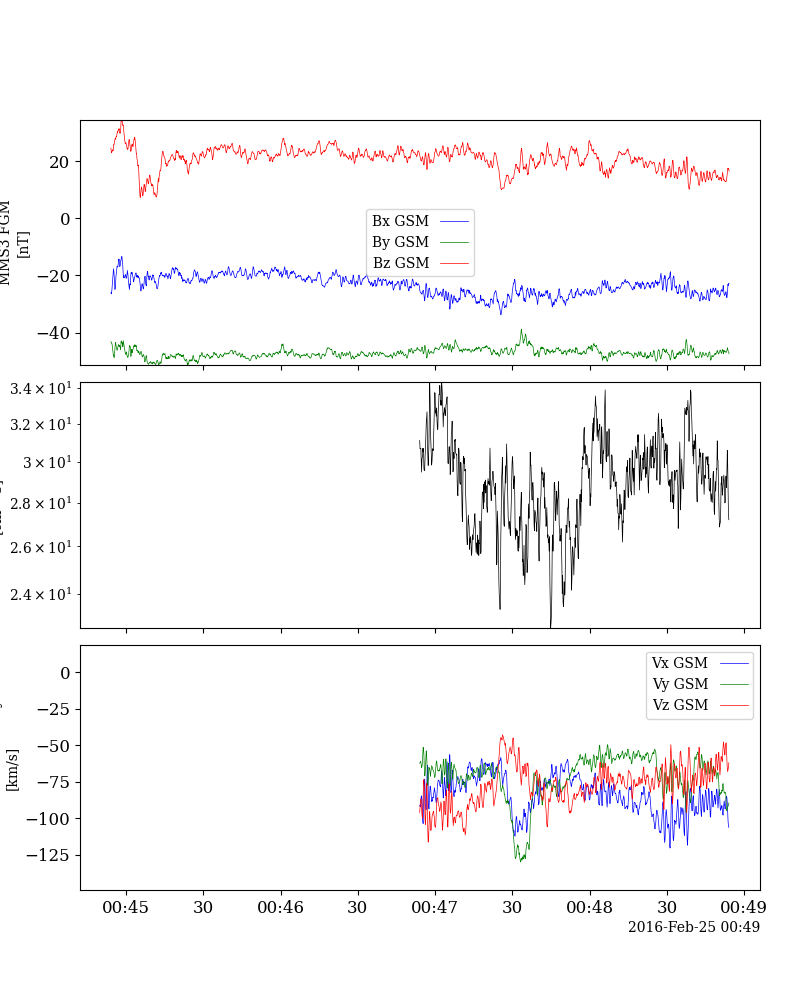 MMS3 FGM
[nT]
20
0
−20
−40
Bx GSM
By GSM
Bz GSM
3.4 × 10¹
3.2 × 10¹
3 × 10¹
2.8 × 10¹
2.6 × 10¹
2.4 × 10¹
[km/s]
0
−25
−50
−75
−100
−125
Vx GSM
Vy GSM
Vz GSM
00:45
30
00:46
30
00:47
30
00:48
30
00:49
2016-Feb-25 00:49